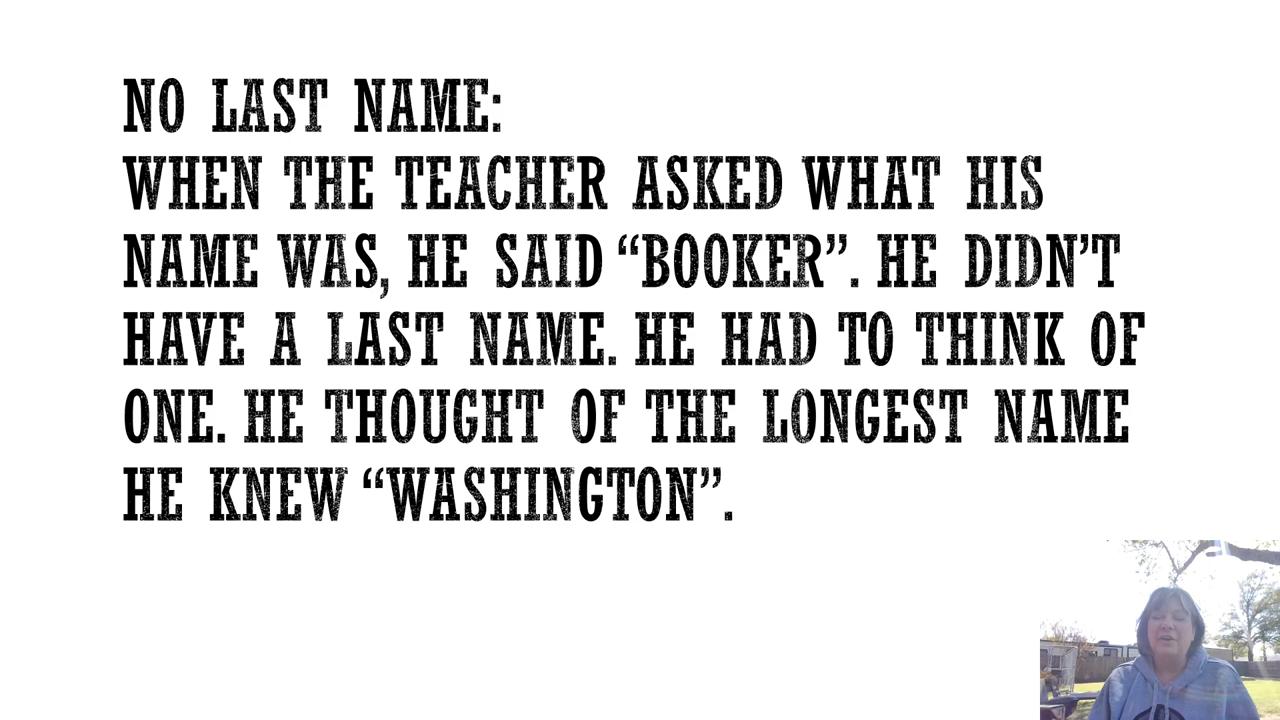 NO LAST NAME:
WHEN THE TEACHER ASKED WHAT HIS
NAME WAS, HE SAID “BOOKER”. HE DIDN’T
HAVE A LAST NAME. HE HAD TO THINK OF
ONE. HE THOUGHT OF THE LONGEST NAME
HE KNEW “WASHINGTON”.